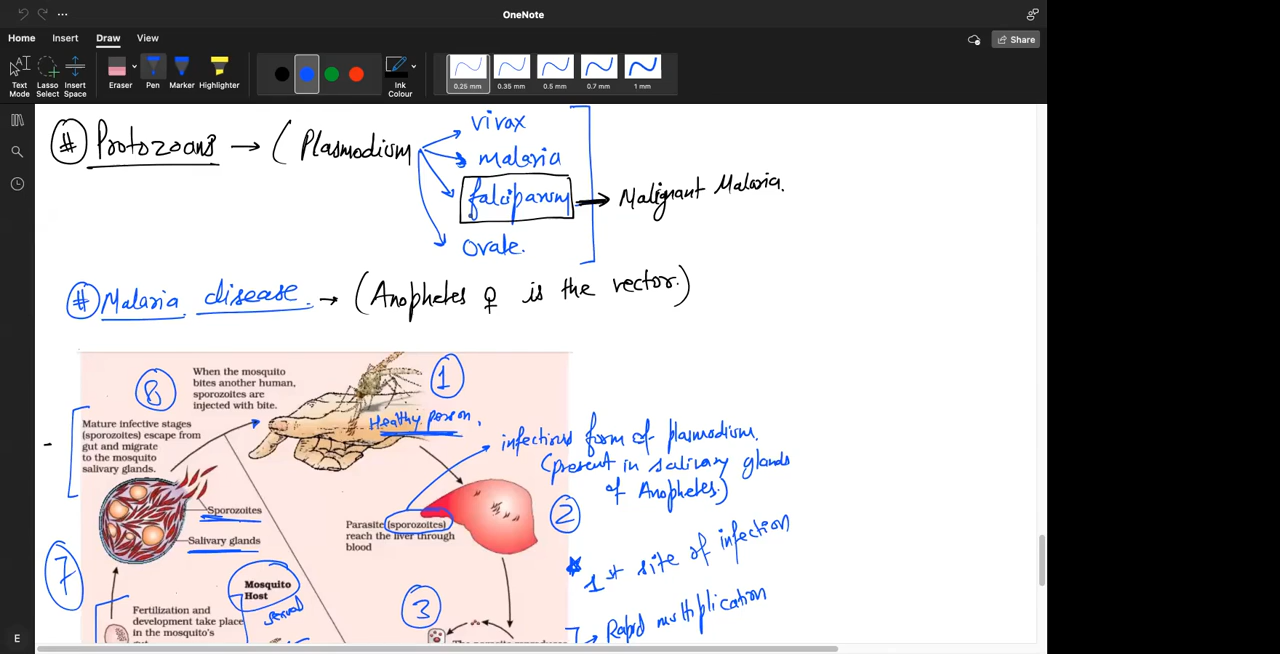 OneNote
Home Insert Draw View
Share
Text Mode
Lasso Select
Insert Space
Eraser
Pen
Marker
Highlighter
Ink Colour
0.25 mm
0.35 mm
0.5 mm
0.7 mm
1 mm
# Protozoans → ( Plasmodism
vivax
malaria
falciparum → Malignant Malaria.
ovale.
# Malaria disease. → (Anopheles ♀ is the vector.)
8
When the mosquito
bites another human,
sporozoites are
injected with bite.
1
Healthy person.
Mature infective stages
(sporozoites) escape from
gut and migrate
to the mosquito
salivary glands.
infectious form of plasmodism.
(present in salivary glands
of Anopheles.)
Sporozoites
Salivary glands
Parasite (sporozoites)
reach the liver through
blood
2
* 1st site of infection
7
Mosquito
Host
sexual
3
Fertilization and
development take place
in the mosquito's
→ Rapid multiplication
E